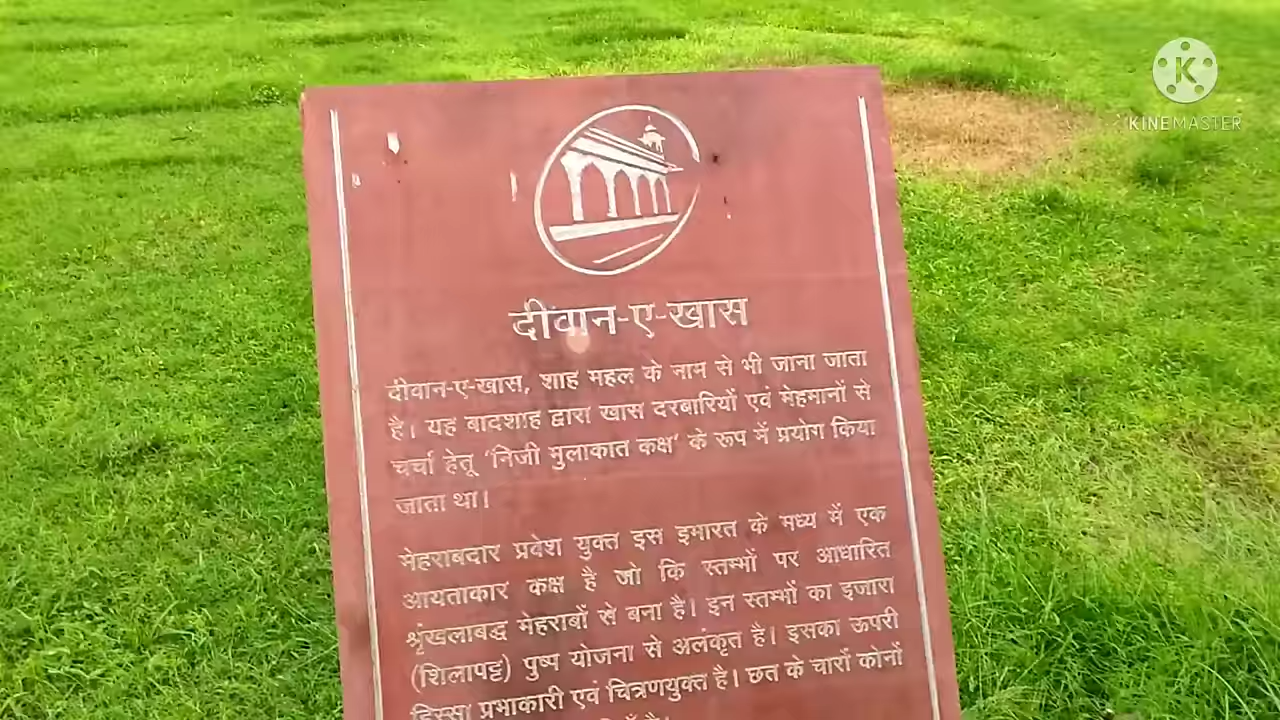 दीवान-ए-खास
दीवान-ए-खास, शाह महल के नाम से भी जाना जाता
है। यह बादशाह द्वारा खास दरबारियों एवं मेहमानों से
चर्चा हेतू 'निजी मुलाकात कक्ष' के रूप में प्रयोग किया
जाता था।
मेहराबदार प्रवेश युक्त इस इमारत के मध्य में एक
आयताकार कक्ष है जो कि स्तम्भों पर आधारित
श्रृंखलाबद्ध मेहराबों से बना है। इन स्तम्भों का इजारा
(शिलापट्ट) पुष्प योजना से अलंकृत है। इसका ऊपरी
हिस्सा प्रभाकारी एवं चित्रणयुक्त है। छत के चारों कोनों
K
KINEMASTER